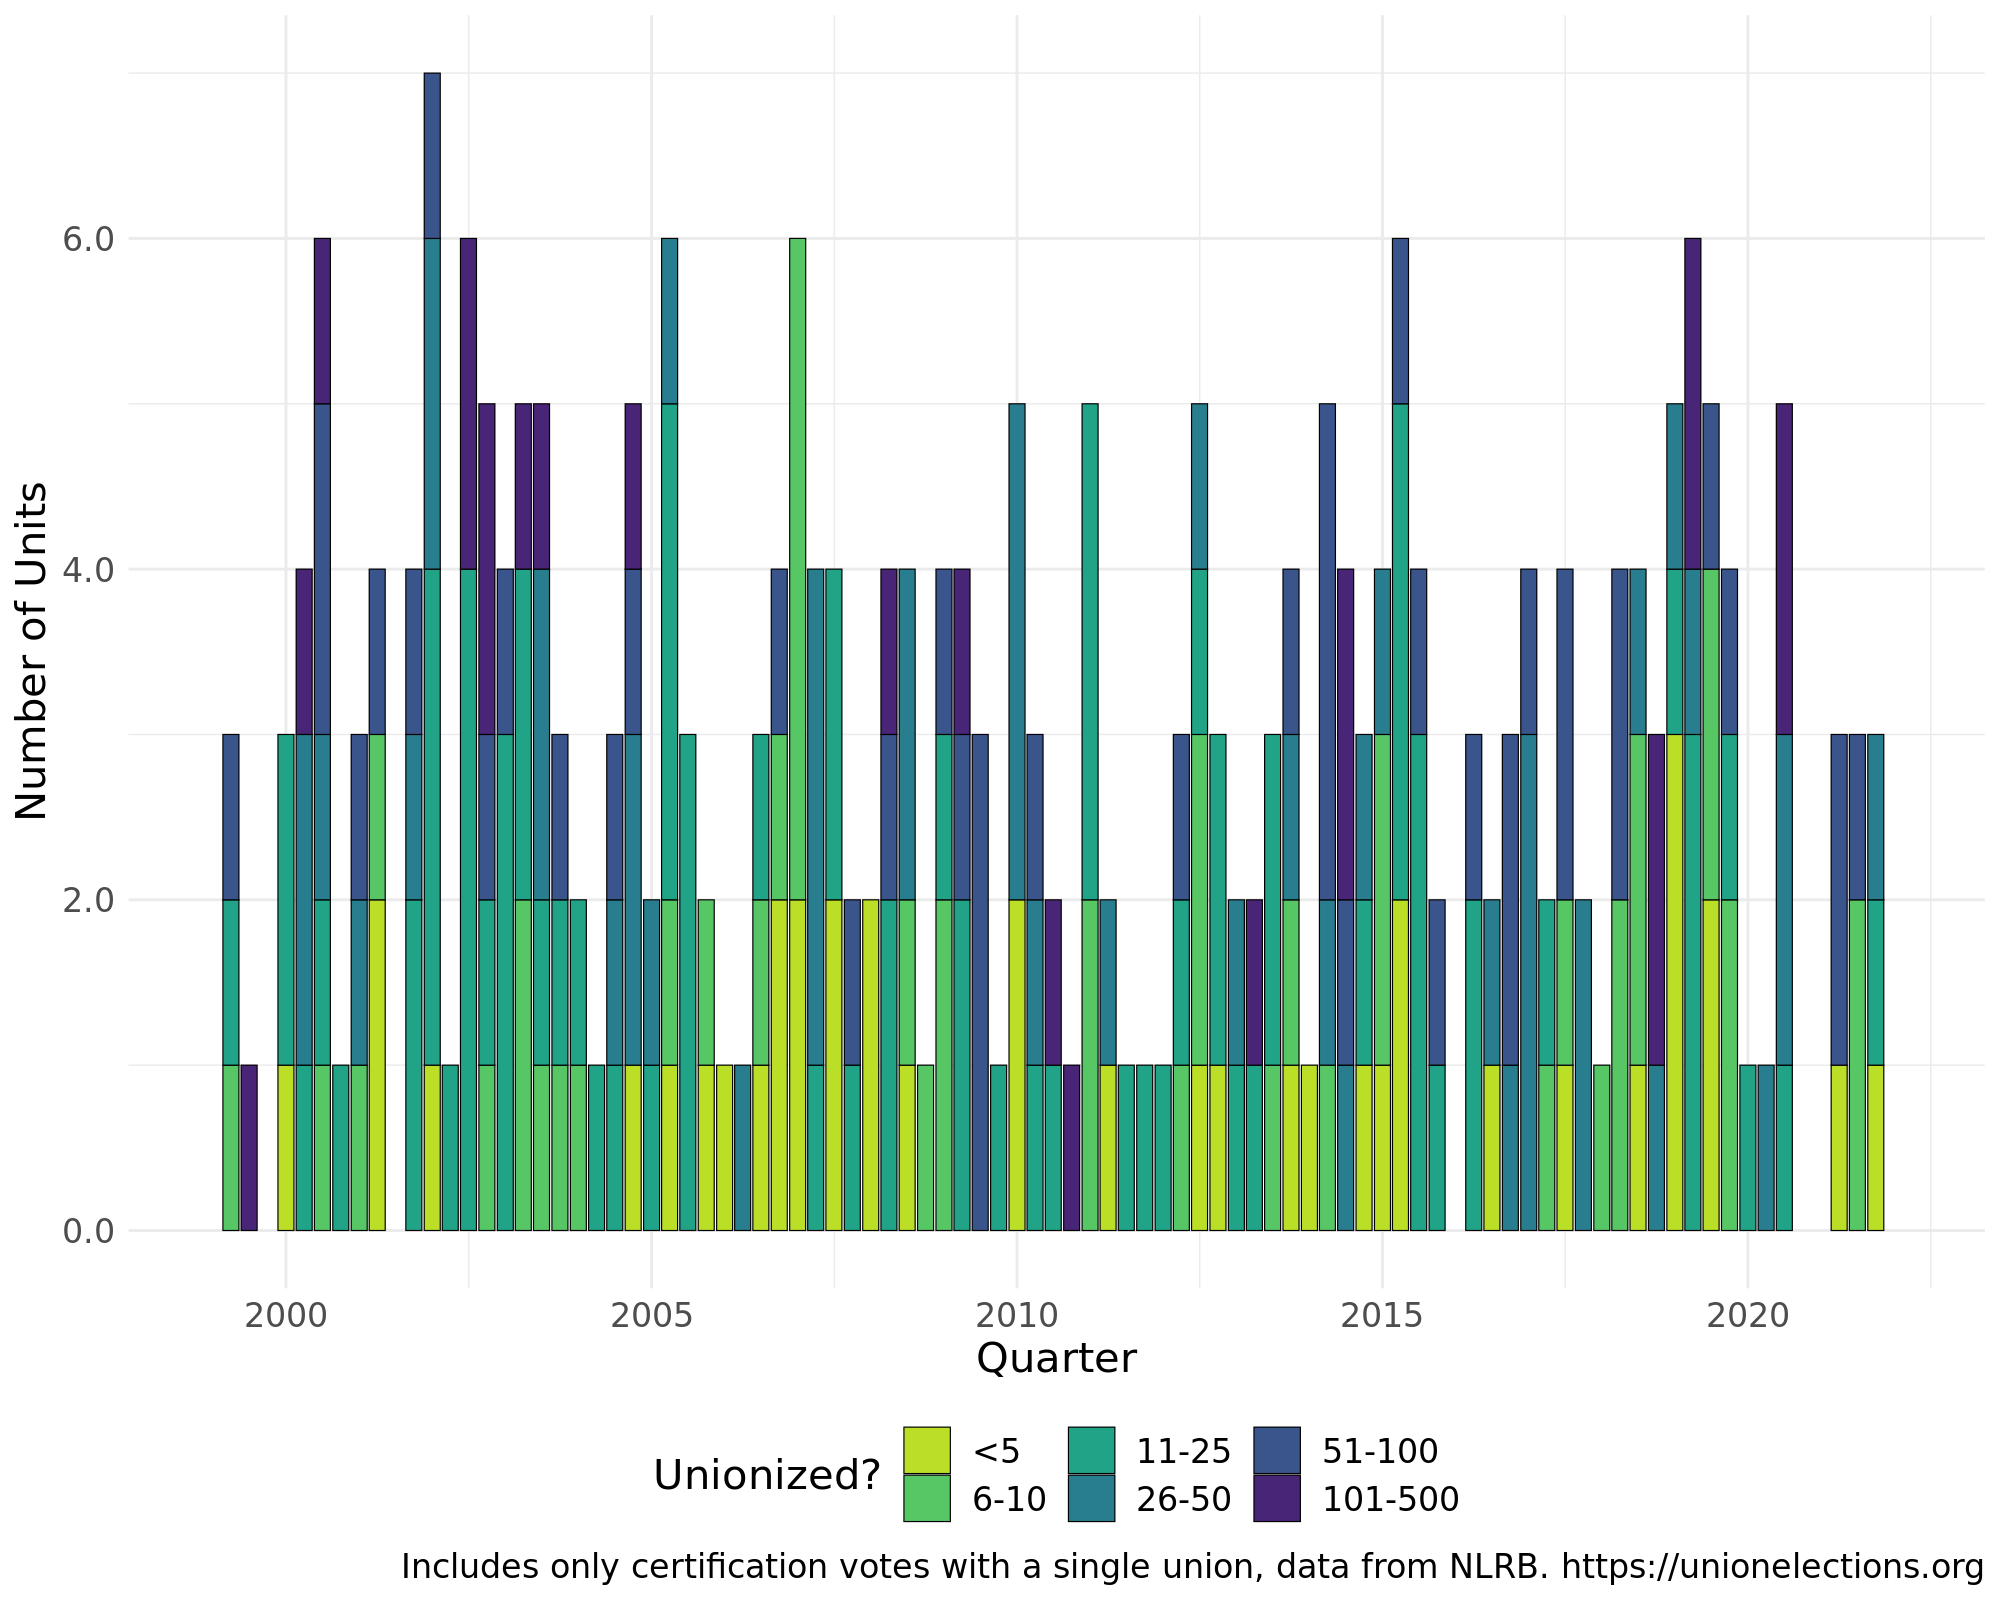 6.0
4.0
2.0
0.0
Number of Units
2000 2005 2010 2015 2020
Quarter
Unionized?
<5 11-25 51-100
6-10 26-50 101-500
Includes only certification votes with a single union, data from NLRB. https://unionelections.org